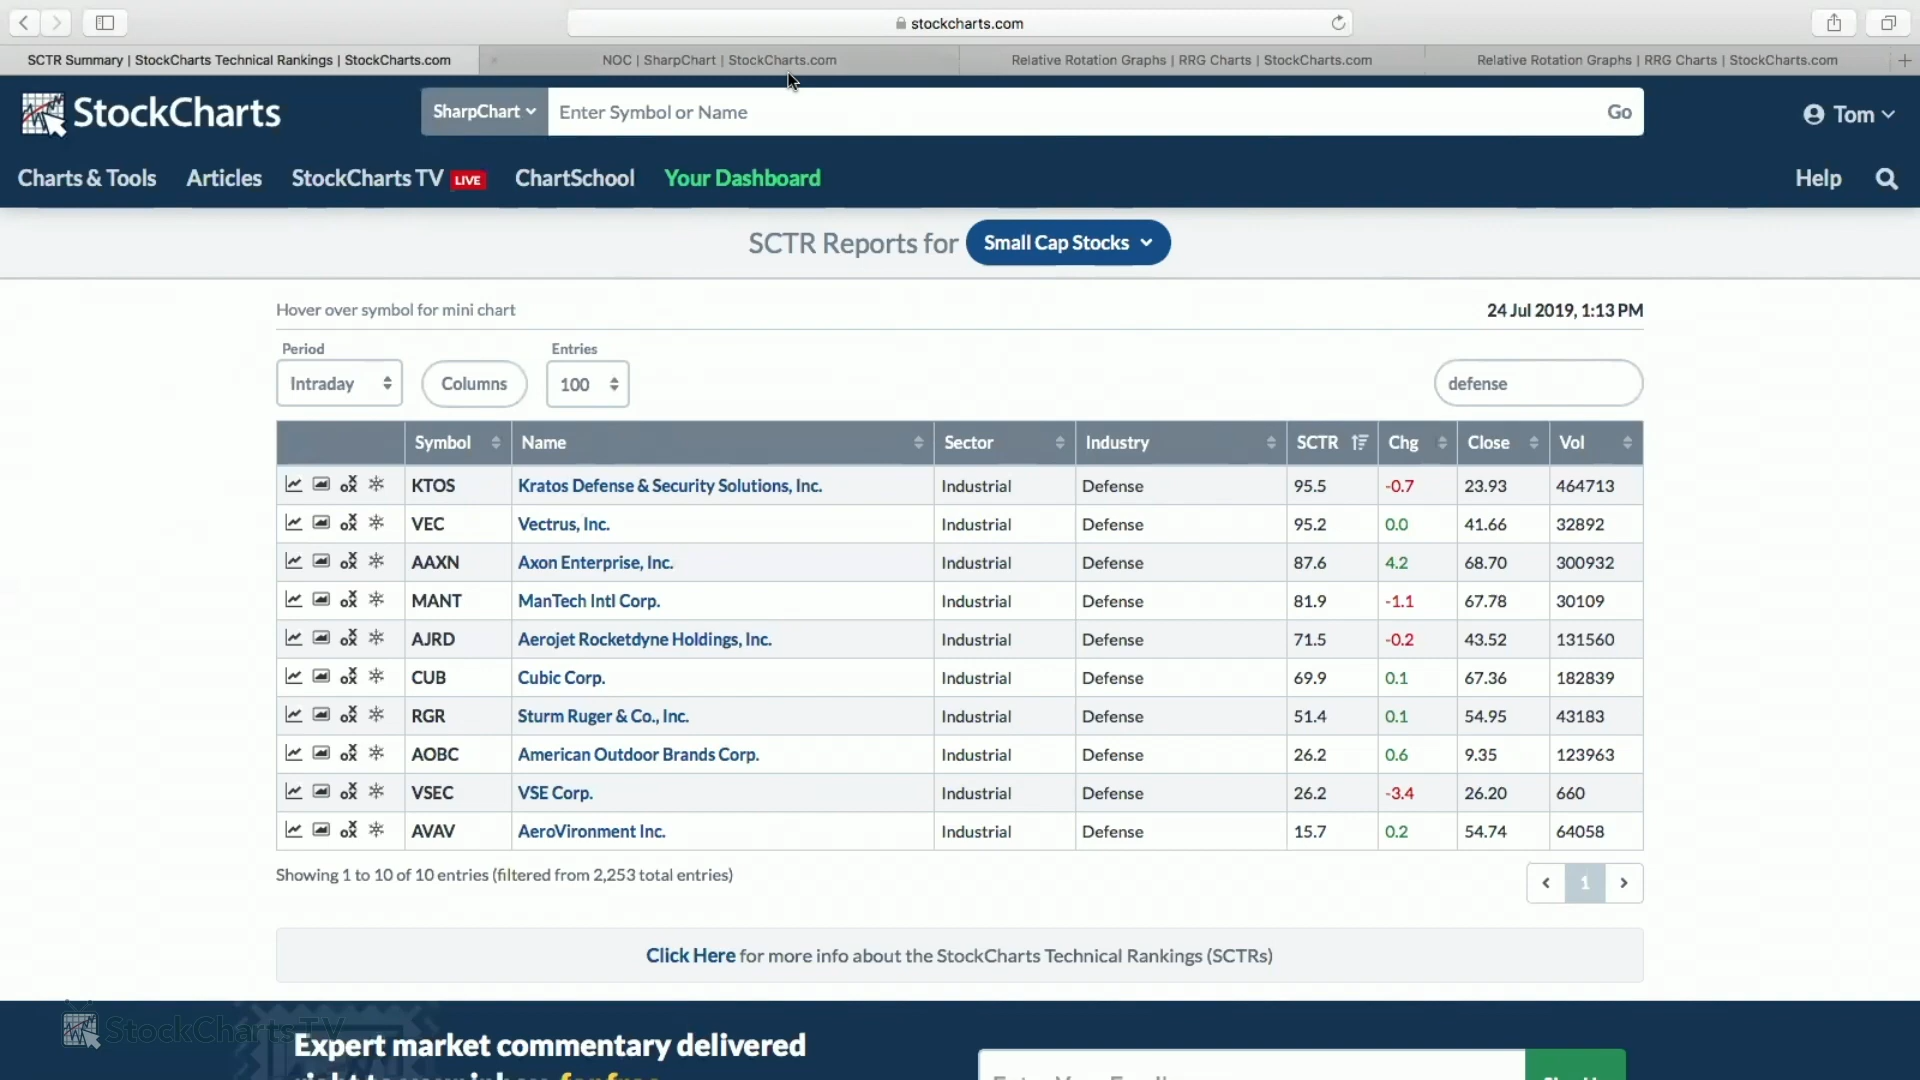 stockcharts.com
SCTR Summary | StockCharts Technical Rankings | StockCharts.com
NOC | SharpChart | StockCharts.com
Relative Rotation Graphs | RRG Charts | StockCharts.com
Relative Rotation Graphs | RRG Charts | StockCharts.com
StockCharts
SharpChart
Enter Symbol or Name
Go
Tom
Charts & Tools
Articles
StockCharts TV LIVE
ChartSchool
Your Dashboard
Help
SCTR Reports for Small Cap Stocks
Hover over symbol for mini chart
24 Jul 2019, 1:13 PM
Period
Entries
Intraday
Columns
100
defense
Symbol Name Sector Industry SCTR Chg Close Vol
KTOS Kratos Defense & Security Solutions, Inc. Industrial Defense 95.5 -0.7 23.93 464713
VEC Vectrus, Inc. Industrial Defense 95.2 0.0 41.66 32892
AAXN Axon Enterprise, Inc. Industrial Defense 87.6 4.2 68.70 300932
MANT ManTech Intl Corp. Industrial Defense 81.9 -1.1 67.78 30109
AJRD Aerojet Rocketdyne Holdings, Inc. Industrial Defense 71.5 -0.2 43.52 131560
CUB Cubic Corp. Industrial Defense 69.9 0.1 67.36 182839
RGR Sturm Ruger & Co., Inc. Industrial Defense 51.4 0.1 54.95 43183
AOBC American Outdoor Brands Corp. Industrial Defense 26.2 0.6 9.35 123963
VSEC VSE Corp. Industrial Defense 26.2 -3.4 26.20 660
AVAV AeroVironment Inc. Industrial Defense 15.7 0.2 54.74 64058
Showing 1 to 10 of 10 entries (filtered from 2,253 total entries)
1
Click Here for more info about the StockCharts Technical Rankings (SCTRs)
StockCharts TV
Expert market commentary delivered